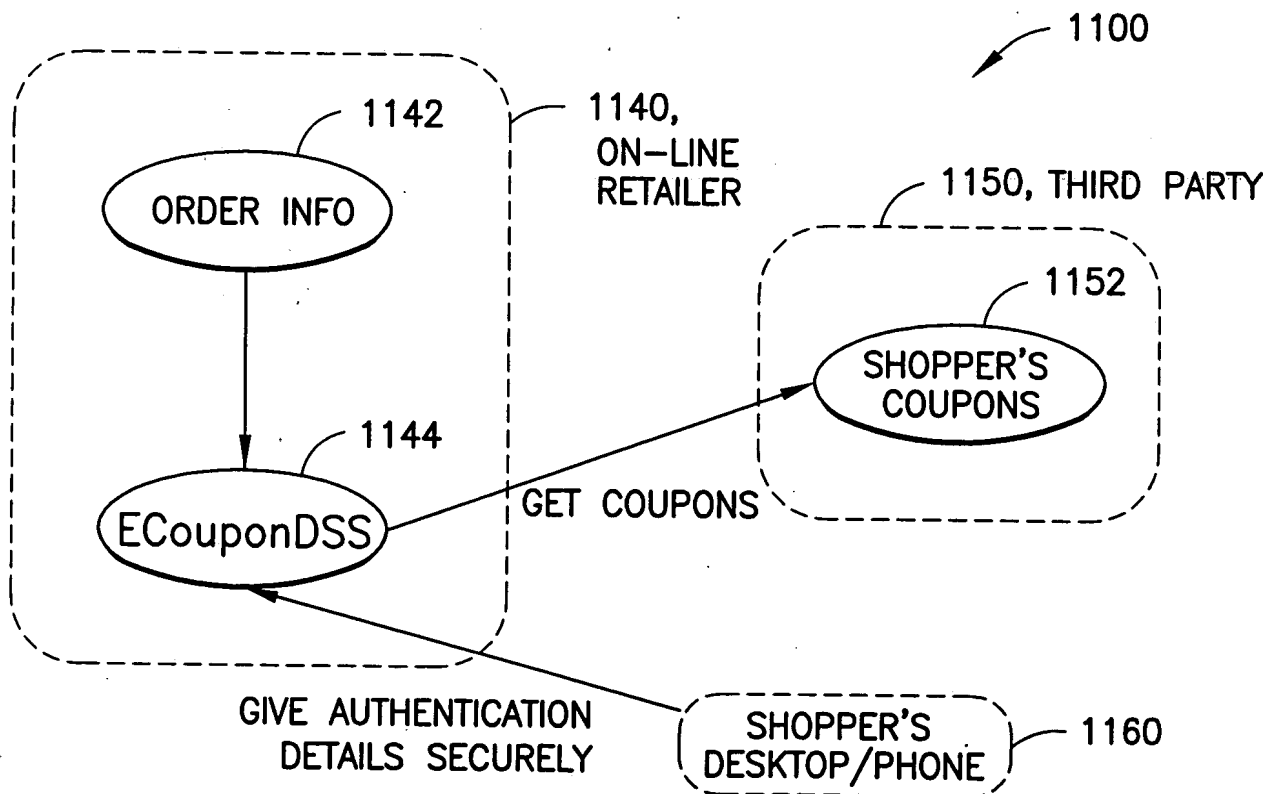 1100
1142
1140,
ON-LINE
RETAILER
ORDER INFO
1150, THIRD PARTY
1152
SHOPPER'S
COUPONS
1144
ECouponDSS
GET COUPONS
GIVE AUTHENTICATION
DETAILS SECURELY
SHOPPER'S
DESKTOP/PHONE
1160